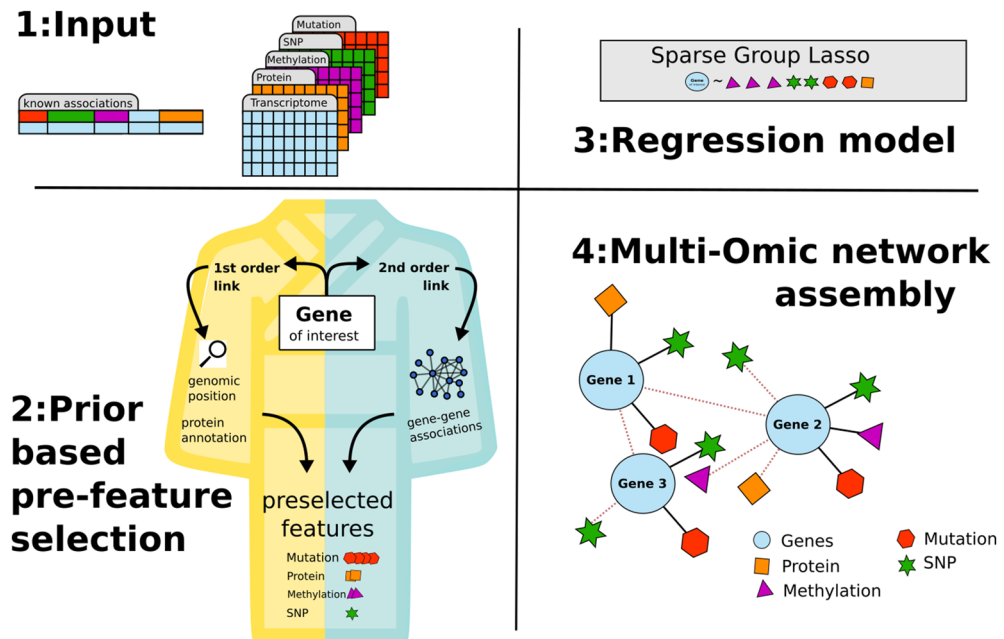 1:Input
Mutation
SNP
Methylation
Protein
Transcriptome
known associations
Sparse Group Lasso
Gene
of interest
~
3:Regression model
1st order
link
2nd order
link
Gene
of interest
genomic
position
protein
annotation
gene-gene
associations
2:Prior
based
pre-feature
selection
preselected
features
Mutation
Protein
Methylation
SNP
4:Multi-Omic network
assembly
Gene 1
Gene 2
Gene 3
Genes
Protein
Methylation
Mutation
SNP